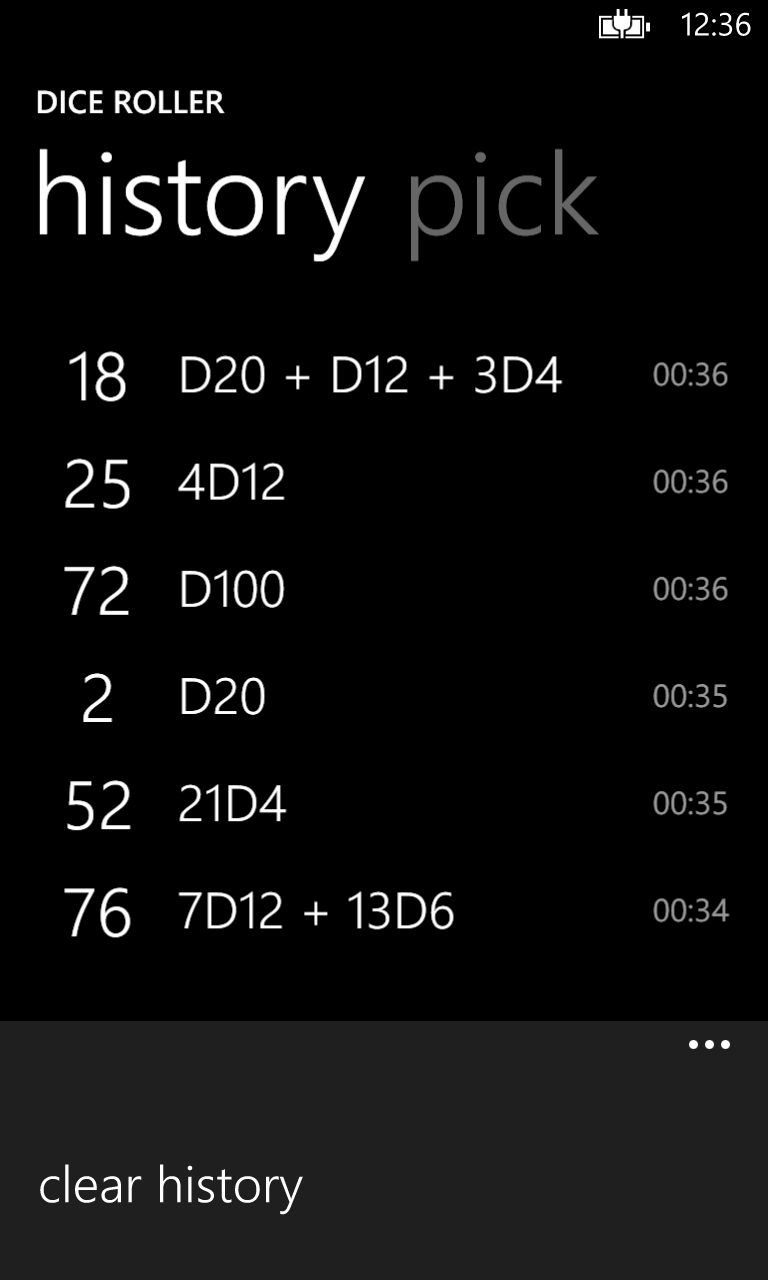 12:36
DICE ROLLER
history pick
18 D20 + D12 + 3D4 00:36
25 4D12 00:36
72 D100 00:36
2 D20 00:35
52 21D4 00:35
76 7D12 + 13D6 00:34
clear history